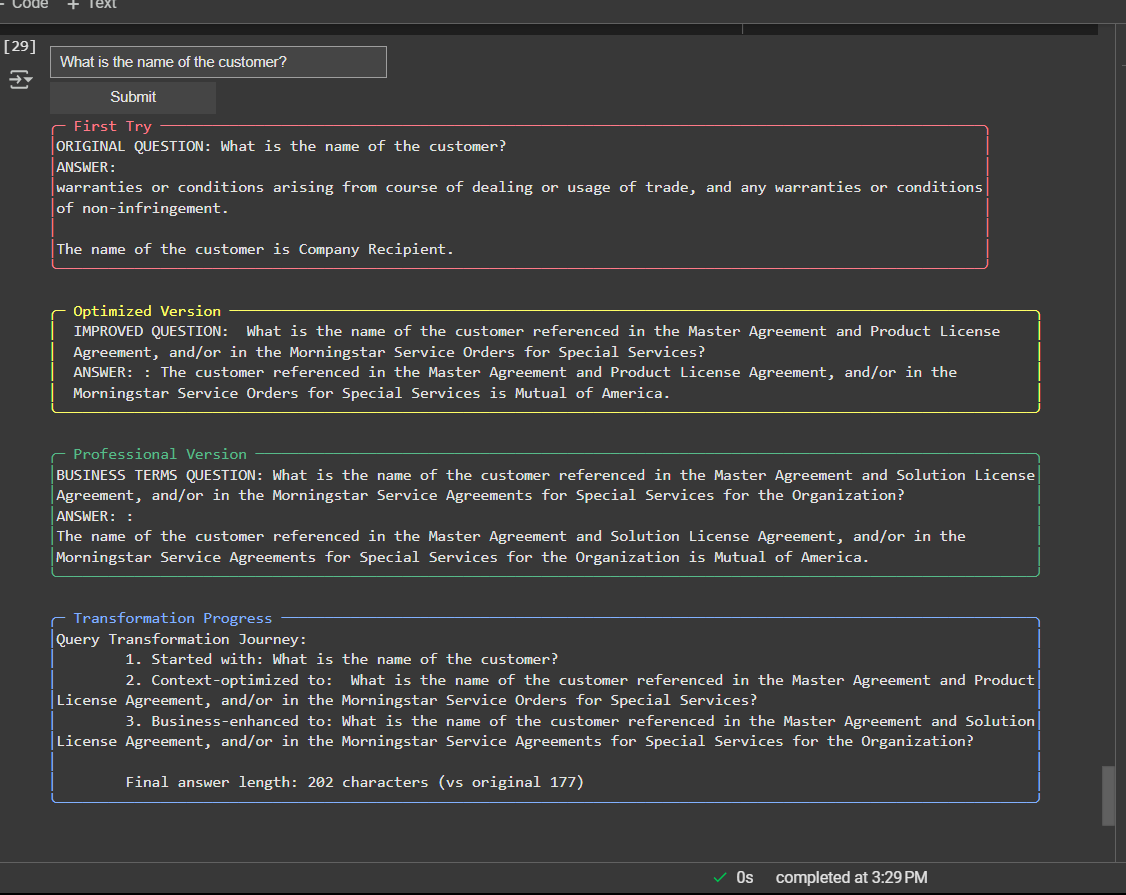 Code + Text
[29]
What is the name of the customer?
Submit
First Try
ORIGINAL QUESTION: What is the name of the customer?
ANSWER:
warranties or conditions arising from course of dealing or usage of trade, and any warranties or conditions
of non-infringement.
The name of the customer is Company Recipient.
Optimized Version
IMPROVED QUESTION:  What is the name of the customer referenced in the Master Agreement and Product License
Agreement, and/or in the Morningstar Service Orders for Special Services?
ANSWER: : The customer referenced in the Master Agreement and Product License Agreement, and/or in the
Morningstar Service Orders for Special Services is Mutual of America.
Professional Version
BUSINESS TERMS QUESTION: What is the name of the customer referenced in the Master Agreement and Solution License
Agreement, and/or in the Morningstar Service Agreements for Special Services for the Organization?
ANSWER: :
The name of the customer referenced in the Master Agreement and Solution License Agreement, and/or in the
Morningstar Service Agreements for Special Services for the Organization is Mutual of America.
Transformation Progress
Query Transformation Journey:
1. Started with: What is the name of the customer?
2. Context-optimized to:  What is the name of the customer referenced in the Master Agreement and Product
License Agreement, and/or in the Morningstar Service Orders for Special Services?
3. Business-enhanced to: What is the name of the customer referenced in the Master Agreement and Solution
License Agreement, and/or in the Morningstar Service Agreements for Special Services for the Organization?
Final answer length: 202 characters (vs original 177)
0s completed at 3:29 PM